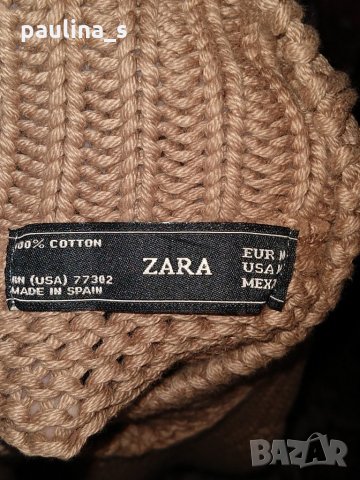 paulina_s
100% COTTON
RN (USA) 77302
MADE IN SPAIN
ZARA
EUR M
USA M
MEX
BAZAR